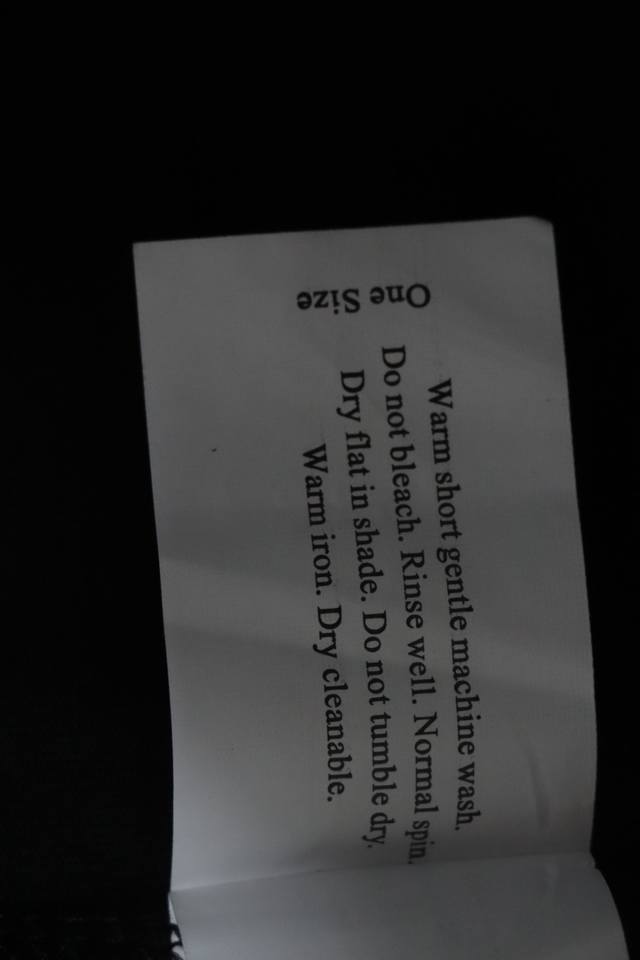 One Size
Warm short gentle machine wash.
Do not bleach. Rinse well. Normal spin.
Dry flat in shade. Do not tumble dry.
Warm iron. Dry cleanable.